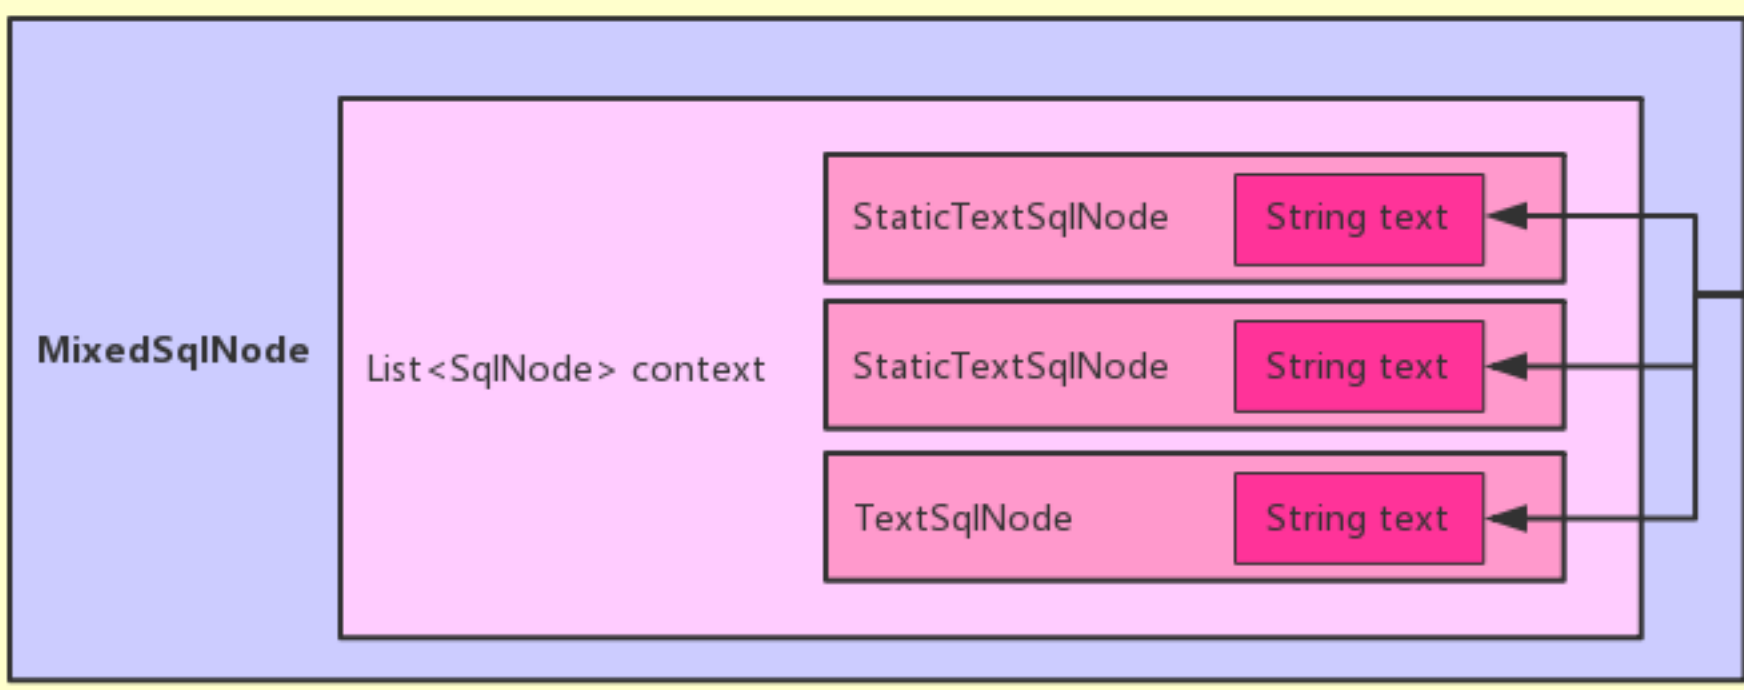 MixedSqlNode
List<SqlNode> context
StaticTextSqlNode
String text
StaticTextSqlNode
String text
TextSqlNode
String text